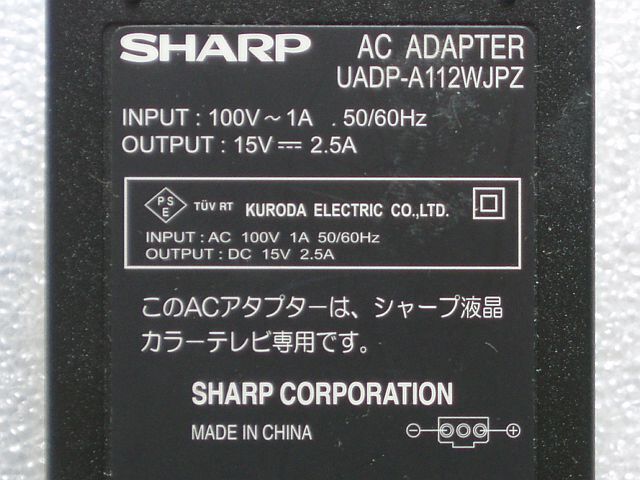 SHARP AC ADAPTER
UADP-A112WJPZ
INPUT : 100V～1A . 50/60Hz
OUTPUT : 15V ⎓ 2.5A
PSE TÜV RT KURODA ELECTRIC CO.,LTD.
INPUT : AC 100V 1A 50/60Hz
OUTPUT : DC 15V 2.5A
このACアタプターは、シャープ液晶
カラーテレビ専用です。
SHARP CORPORATION
MADE IN CHINA